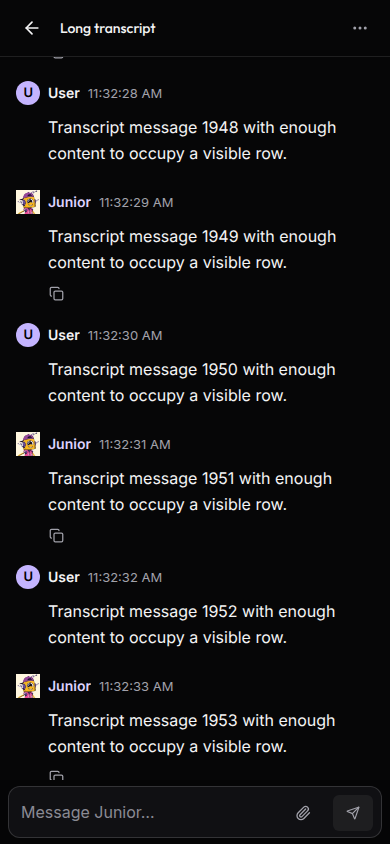 Long transcript
User 11:32:28 AM
Transcript message 1948 with enough
content to occupy a visible row.
Junior 11:32:29 AM
Transcript message 1949 with enough
content to occupy a visible row.
U User 11:32:30 AM
Transcript message 1950 with enough
content to occupy a visible row.
Junior 11:32:31 AM
Transcript message 1951 with enough
content to occupy a visible row.
U User 11:32:32 AM
Transcript message 1952 with enough
content to occupy a visible row.
Junior 11:32:33 AM
Transcript message 1953 with enough
content to occupy a visible row.
Message Junior...